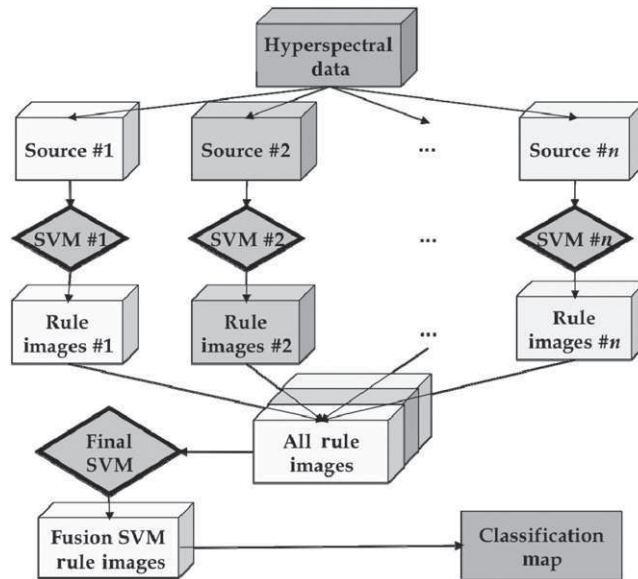 Hyperspectral
data
Source #1
Source #2
...
Source #n
SVM #1
SVM #2
...
SVM #n
Rule
images #1
Rule
images #2
...
Rule
images #n
All rule
images
Final
SVM
Fusion SVM
rule images
Classification
map